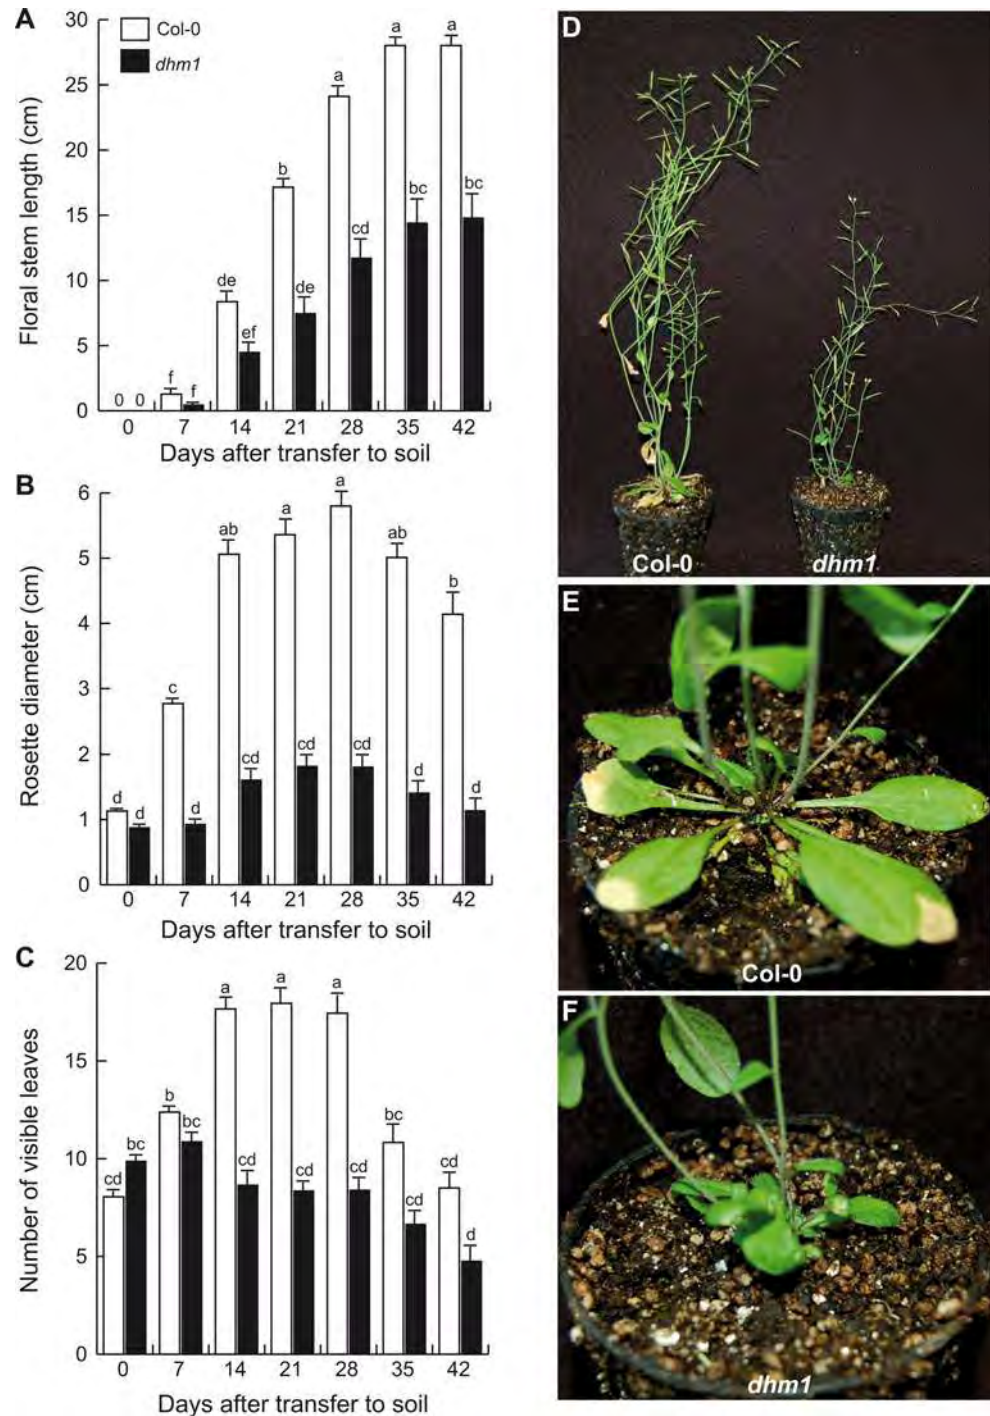 A
Col-0
dhm1
Floral stem length (cm)
30
25
20
15
10
5
0
0 0
f f
de ef
b de
a cd
a bc
a bc
0 7 14 21 28 35 42
Days after transfer to soil
B
Rosette diameter (cm)
6
5
4
3
2
1
0
d d
c d
ab cd
a cd
a cd
ab d
b d
0 7 14 21 28 35 42
Days after transfer to soil
C
Number of visible leaves
20
15
10
5
0
cd bc
b bc
a cd
a cd
a cd
bc cd
cd d
0 7 14 21 28 35 42
Days after transfer to soil
D
Col-0 dhm1
E
Col-0
F
dhm1